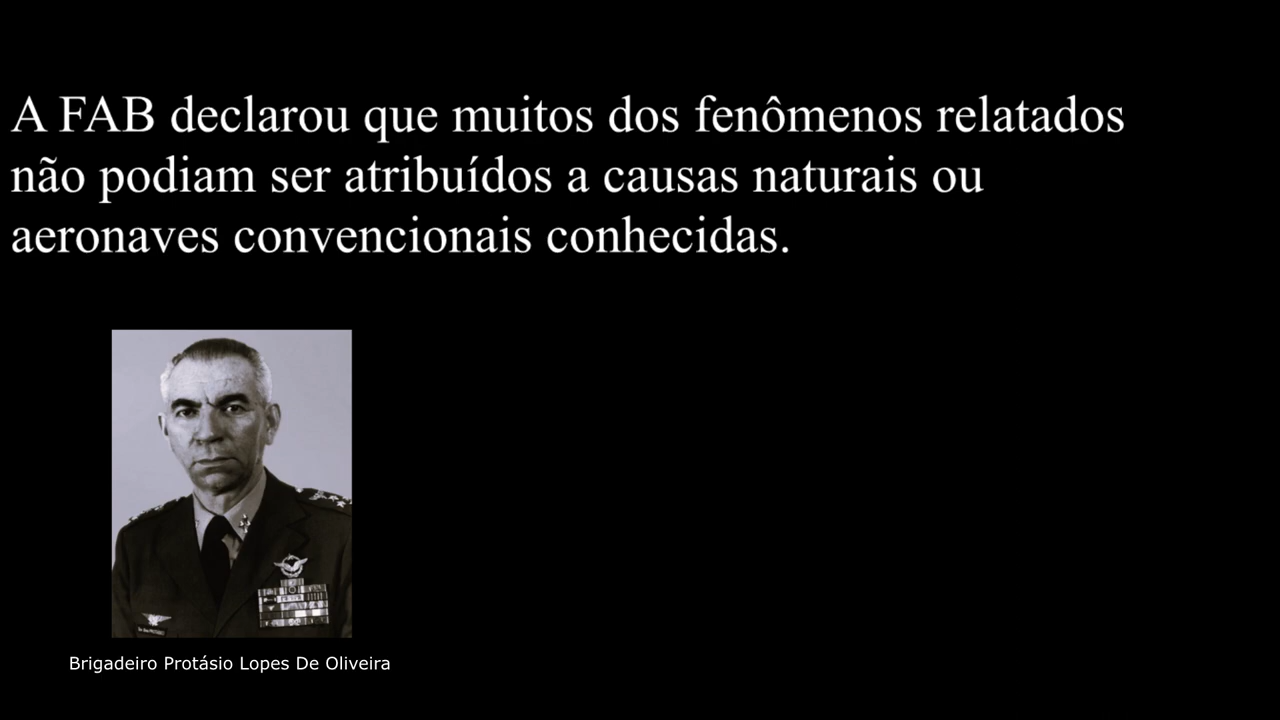 A FAB declarou que muitos dos fenômenos relatados
não podiam ser atribuídos a causas naturais ou
aeronaves convencionais conhecidas.
Brigadeiro Protásio Lopes De Oliveira